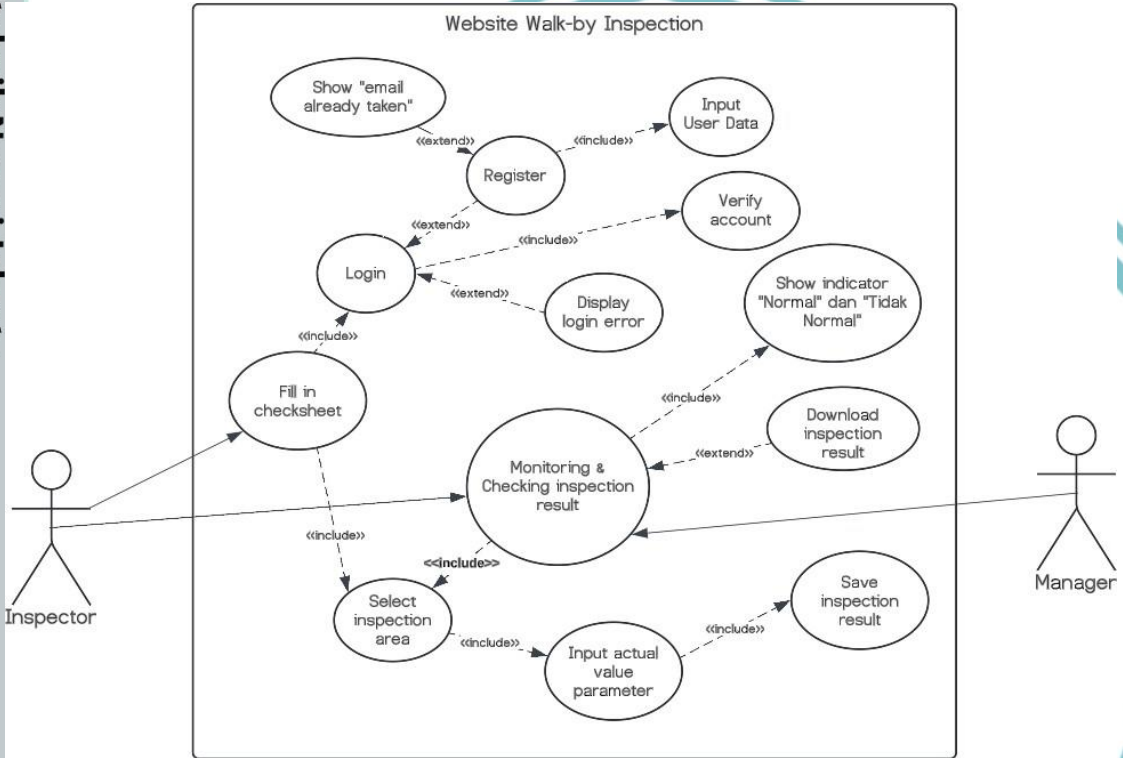 Website Walk-by Inspection
Show "email
already taken"
Input
User Data
«extend»
«include»
Register
Verify
account
«extend»
«include»
Login
Show indicator
"Normal" dan "Tidak
Normal"
«extend»
Display
login error
«include»
Fill in
checksheet
«include»
Download
inspection
result
«extend»
Monitoring &
Checking inspection
result
«include»
«include»
Inspector
Manager
Select
inspection
area
«include»
Input actual
value
parameter
«include»
Save
inspection
result